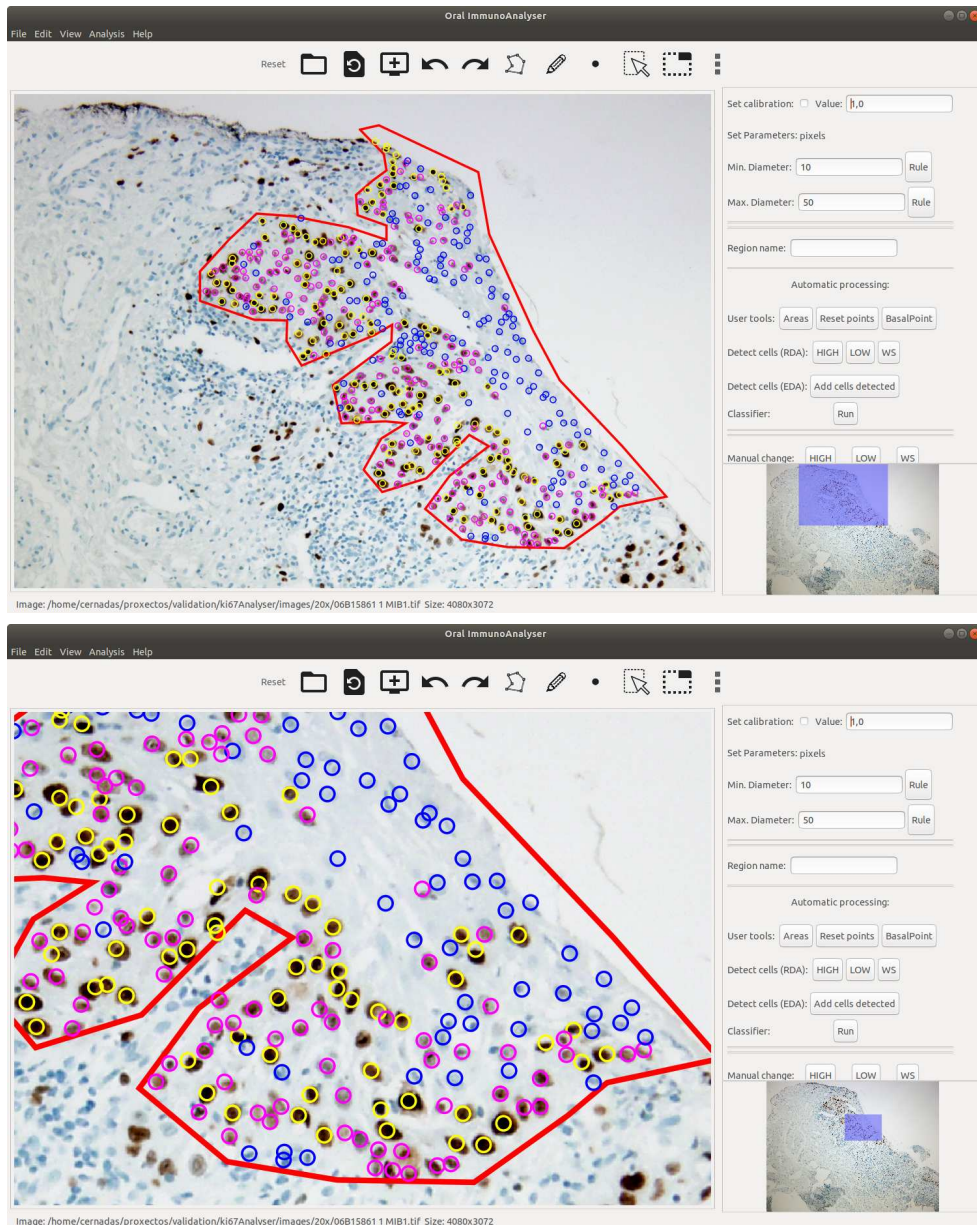 Oral ImmunoAnalyser
File Edit View Analysis Help
Reset
Set calibration: Value: 1,0
Set Parameters: pixels
Min. Diameter: 10 Rule
Max. Diameter: 50 Rule
Region name:
Automatic processing:
User tools: Areas Reset points BasalPoint
Detect cells (RDA): HIGH LOW WS
Detect cells (EDA): Add cells detected
Classifier: Run
Manual change: HIGH LOW WS
Image: /home/cernadas/proxectos/validation/ki67Analyser/images/20x/06B15861 1 MIB1.tif Size: 4080x3072
Oral ImmunoAnalyser
File Edit View Analysis Help
Reset
Set calibration: Value: 1,0
Set Parameters: pixels
Min. Diameter: 10 Rule
Max. Diameter: 50 Rule
Region name:
Automatic processing:
User tools: Areas Reset points BasalPoint
Detect cells (RDA): HIGH LOW WS
Detect cells (EDA): Add cells detected
Classifier: Run
Manual change: HIGH LOW WS
Image: /home/cernadas/proxectos/validation/ki67Analyser/images/20x/06B15861 1 MIB1.tif Size: 4080x3072